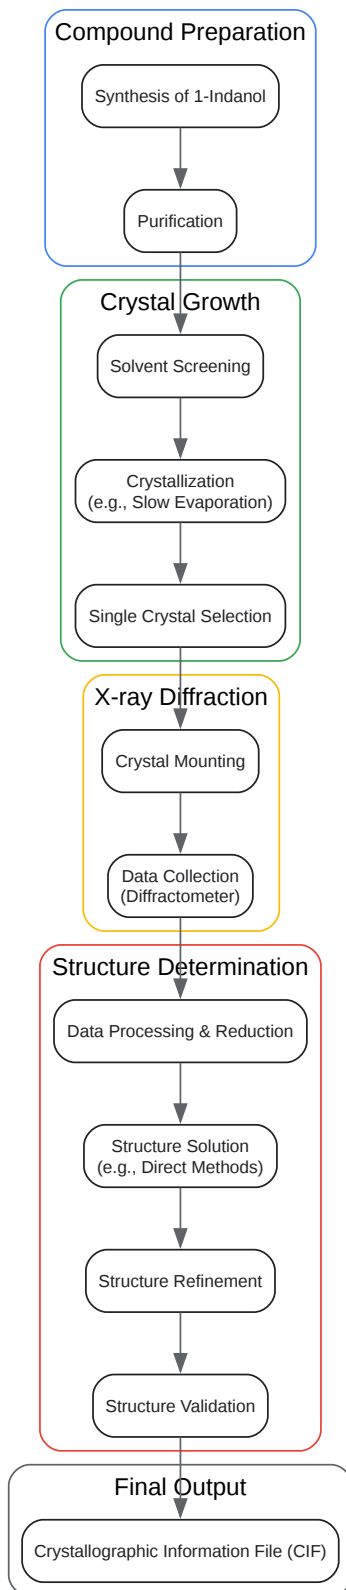 Compound Preparation
Synthesis of 1-Indanol
Purification
Crystal Growth
Solvent Screening
Crystallization
(e.g., Slow Evaporation)
Single Crystal Selection
X-ray Diffraction
Crystal Mounting
Data Collection
(Diffractometer)
Structure Determination
Data Processing & Reduction
Structure Solution
(e.g., Direct Methods)
Structure Refinement
Structure Validation
Final Output
Crystallographic Information File (CIF)